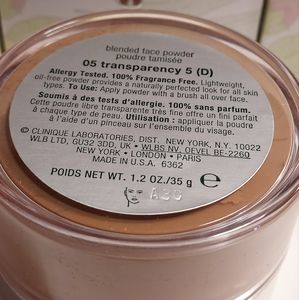 blended face powder
poudre tamisée
05 transparency 5 (D)
Allergy Tested. 100% Fragrance Free. Lightweight,
oil-free powder provides a naturally perfected look for all skin
types. To Use: Apply powder with a brush all over face.
Soumis à des tests d'allergie. 100% sans parfum.
Cette poudre libre transparente très fine offre un fini parfait
à chaque type de peau. Utilisation: appliquer la poudre à
l'aide d'un pinceau sur l'ensemble du visage.
© CLINIQUE LABORATORIES, DIST. NEW YORK, N.Y. 10022
WLB LTD, GU32 3DD, UK • WLBS NV, OEVEL BE-2260
NEW YORK • LONDON • PARIS
MADE IN U.S.A. 6362
POIDS NET WT. 1.2 OZ./35 g ℮